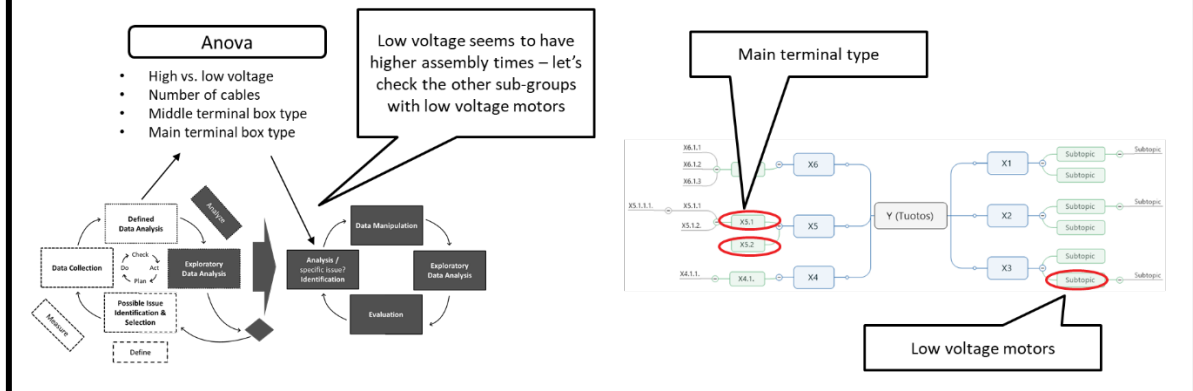 Anova
• High vs. low voltage
• Number of cables
• Middle terminal box type
• Main terminal box type
Low voltage seems to have
higher assembly times – let's
check the other sub-groups
with low voltage motors
Analyze
Defined
Data Analysis
Data Collection
Check
Do
Act
Plan
Exploratory
Data Analysis
Possible Issue
Identification &
Selection
Measure
Define
Data Manipulation
Analysis /
specific issue?
Identification
Exploratory
Data Analysis
Evaluation
Main terminal type
X6.1.1
X6.1.2
X6.1.3
X6
X5.1.1.1.
X5.1.1
X5.1.2.
X5.1
X5.2
X5
X4.1.1.
X4.1.
X4
Y (Tuotos)
X1
Subtopic
Subtopic
Subtopic
X2
Subtopic
Subtopic
Subtopic
X3
Subtopic
Subtopic
Subtopic
Low voltage motors